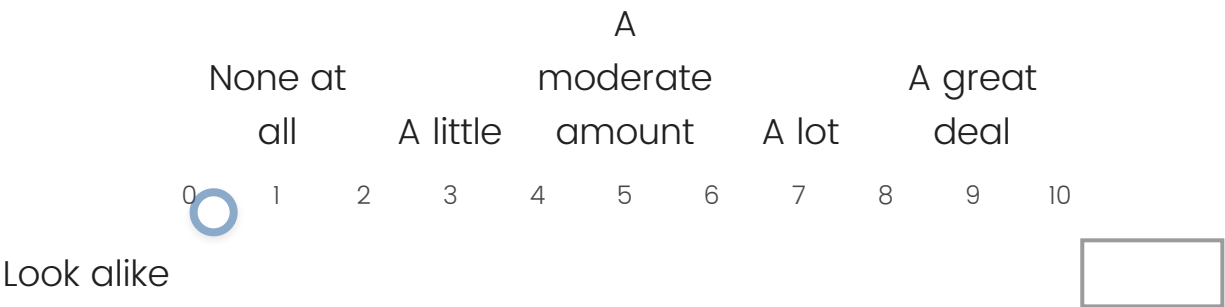 A
None at moderate A great
all A little amount A lot deal
0 1 2 3 4 5 6 7 8 9 10
Look alike